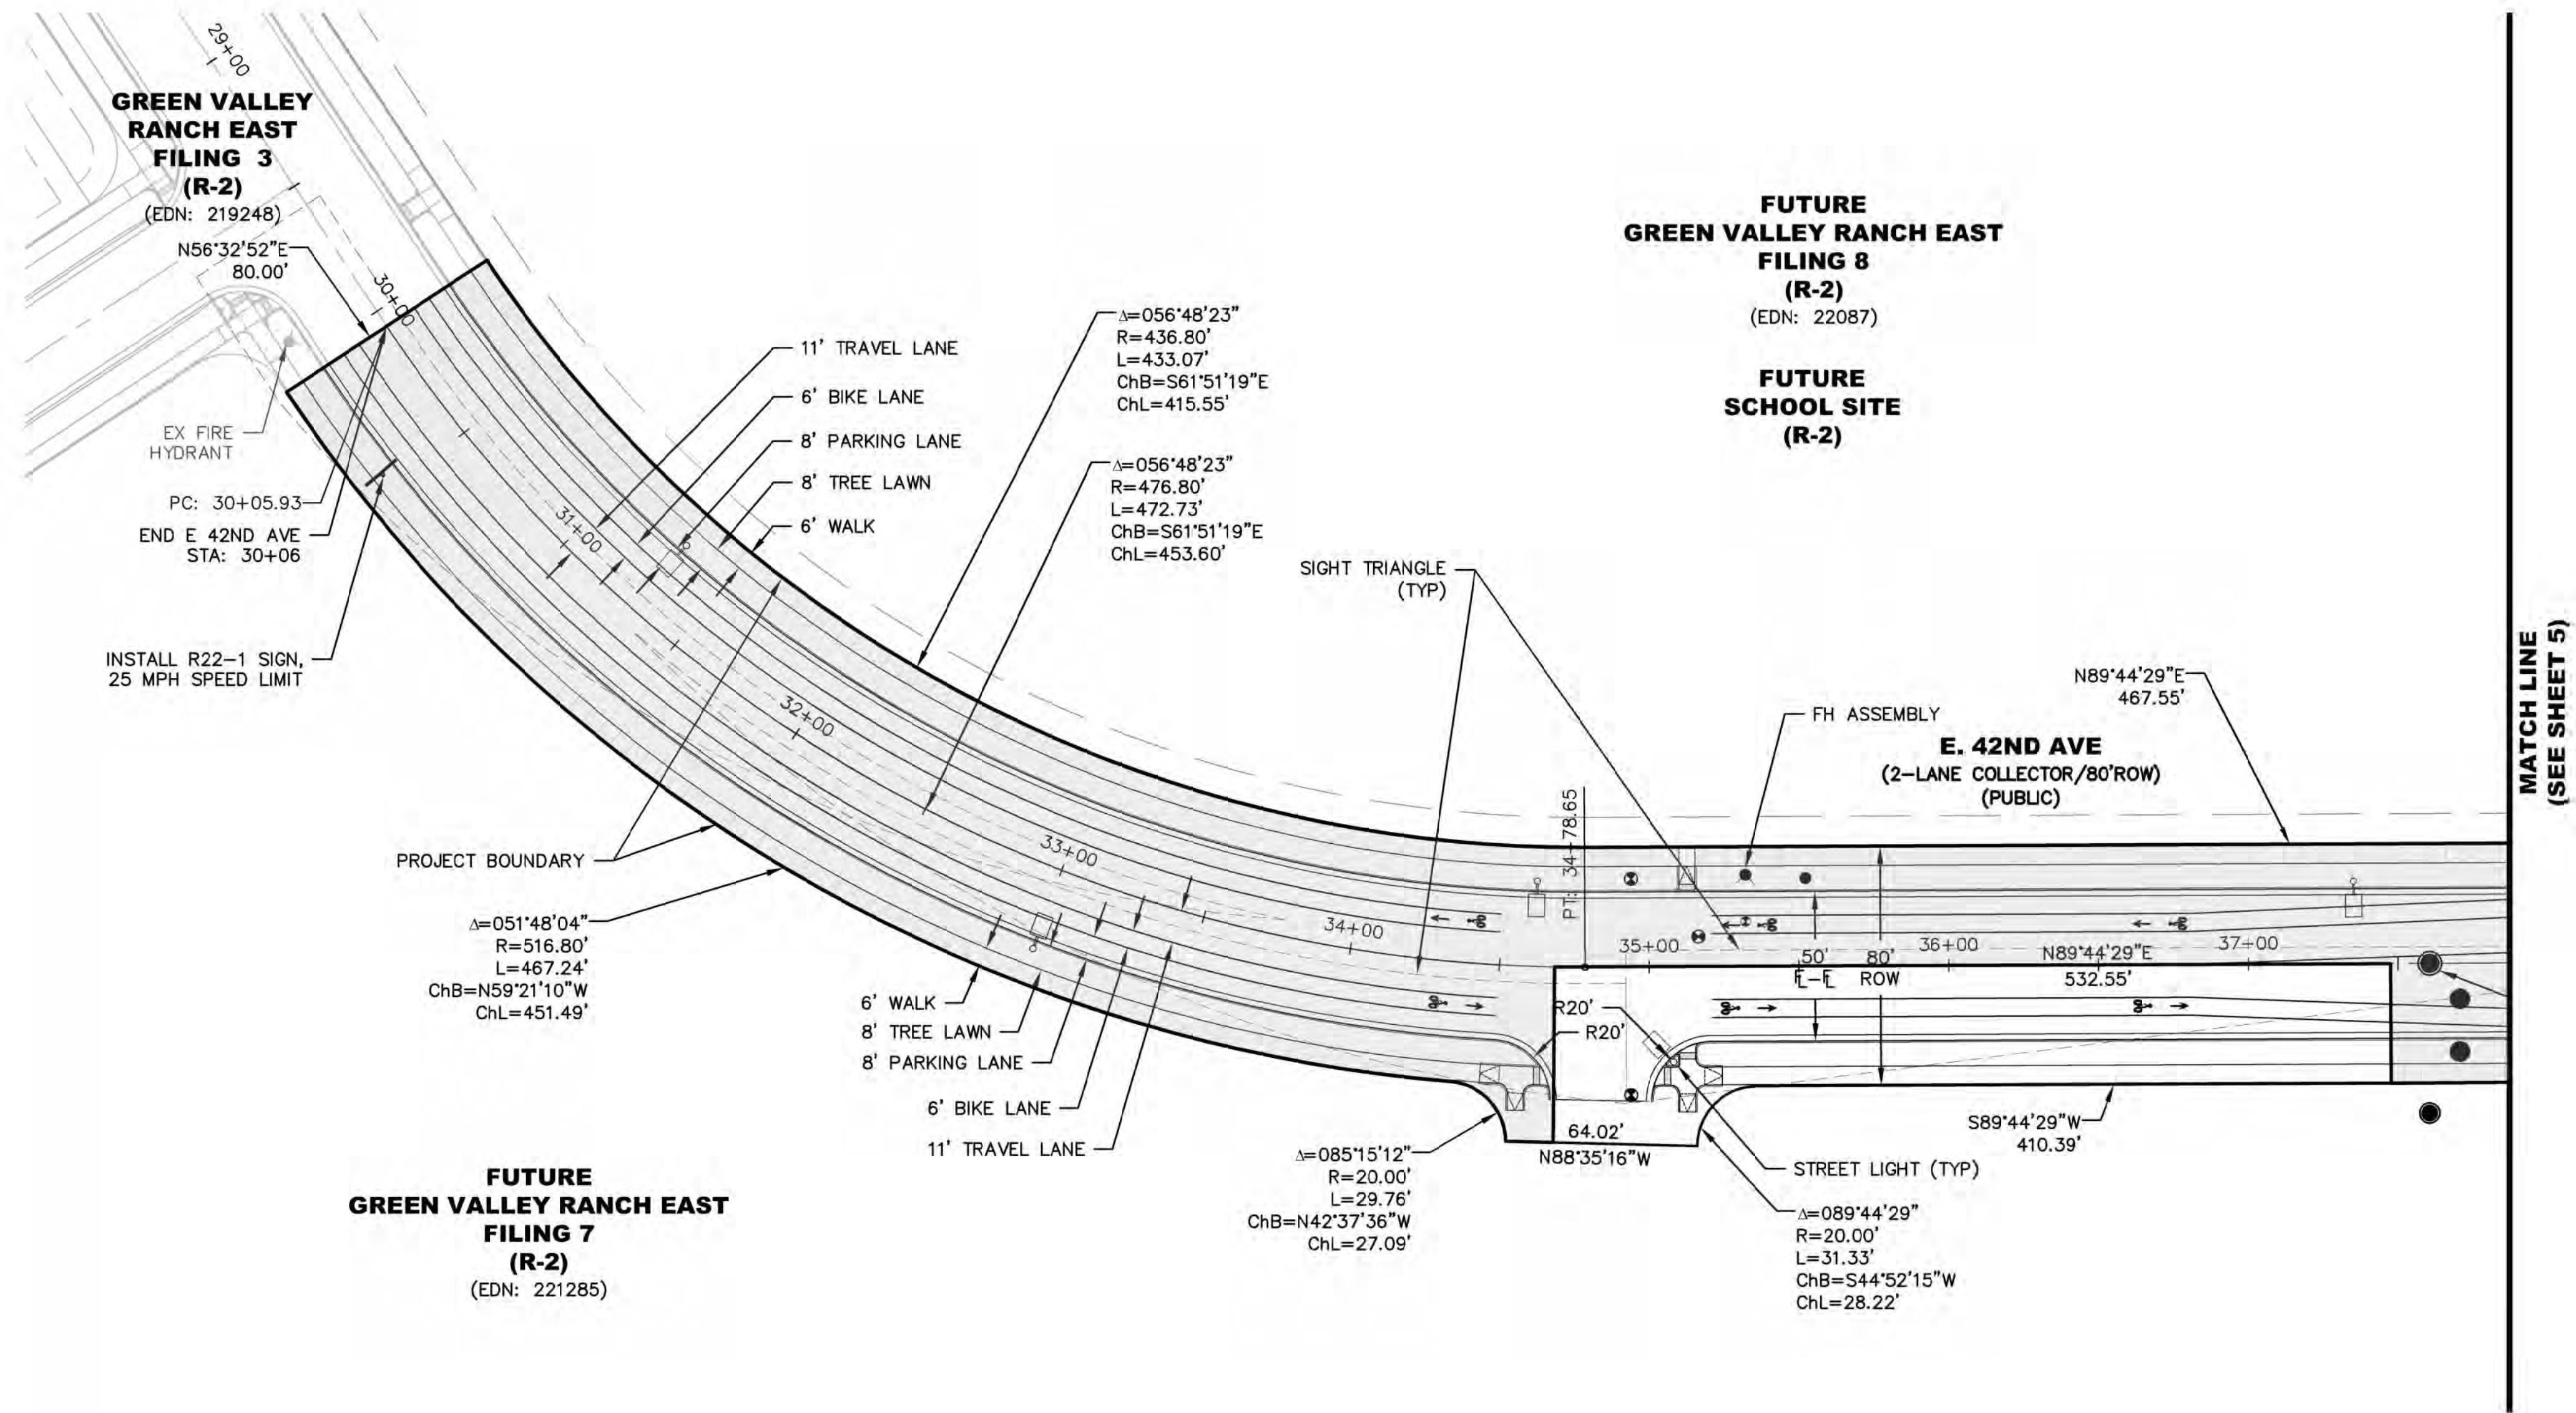 29+00
GREEN VALLEY
RANCH EAST
FILING 3
(R-2)
(EDN: 219248)
N56°32'52"E
80.00'
30+00
EX FIRE
HYDRANT
PC: 30+05.93
END E 42ND AVE
STA: 30+06
INSTALL R22-1 SIGN,
25 MPH SPEED LIMIT
11' TRAVEL LANE
6' BIKE LANE
8' PARKING LANE
8' TREE LAWN
6' WALK
31+00
Δ=056°48'23"
R=436.80'
L=433.07'
ChB=S61°51'19"E
ChL=415.55'
Δ=056°48'23"
R=476.80'
L=472.73'
ChB=S61°51'19"E
ChL=453.60'
FUTURE
GREEN VALLEY RANCH EAST
FILING 8
(R-2)
(EDN: 22087)
FUTURE
SCHOOL SITE
(R-2)
SIGHT TRIANGLE
(TYP)
MATCH LINE
(SEE SHEET 5)
N89°44'29"E
467.55'
FH ASSEMBLY
E. 42ND AVE
(2-LANE COLLECTOR/80'ROW)
(PUBLIC)
32+00
33+00
34+00
PT: 34+78.65
35+00
36+00
37+00
50'
FL-FL
80'
ROW
N89°44'29"E
532.55'
PROJECT BOUNDARY
Δ=051°48'04"
R=516.80'
L=467.24'
ChB=N59°21'10"W
ChL=451.49'
6' WALK
8' TREE LAWN
8' PARKING LANE
6' BIKE LANE
11' TRAVEL LANE
R20'
R20'
64.02'
N88°35'16"W
Δ=085°15'12"
R=20.00'
L=29.76'
ChB=N42°37'36"W
ChL=27.09'
S89°44'29"W
410.39'
STREET LIGHT (TYP)
Δ=089°44'29"
R=20.00'
L=31.33'
ChB=S44°52'15"W
ChL=28.22'
FUTURE
GREEN VALLEY RANCH EAST
FILING 7
(R-2)
(EDN: 221285)